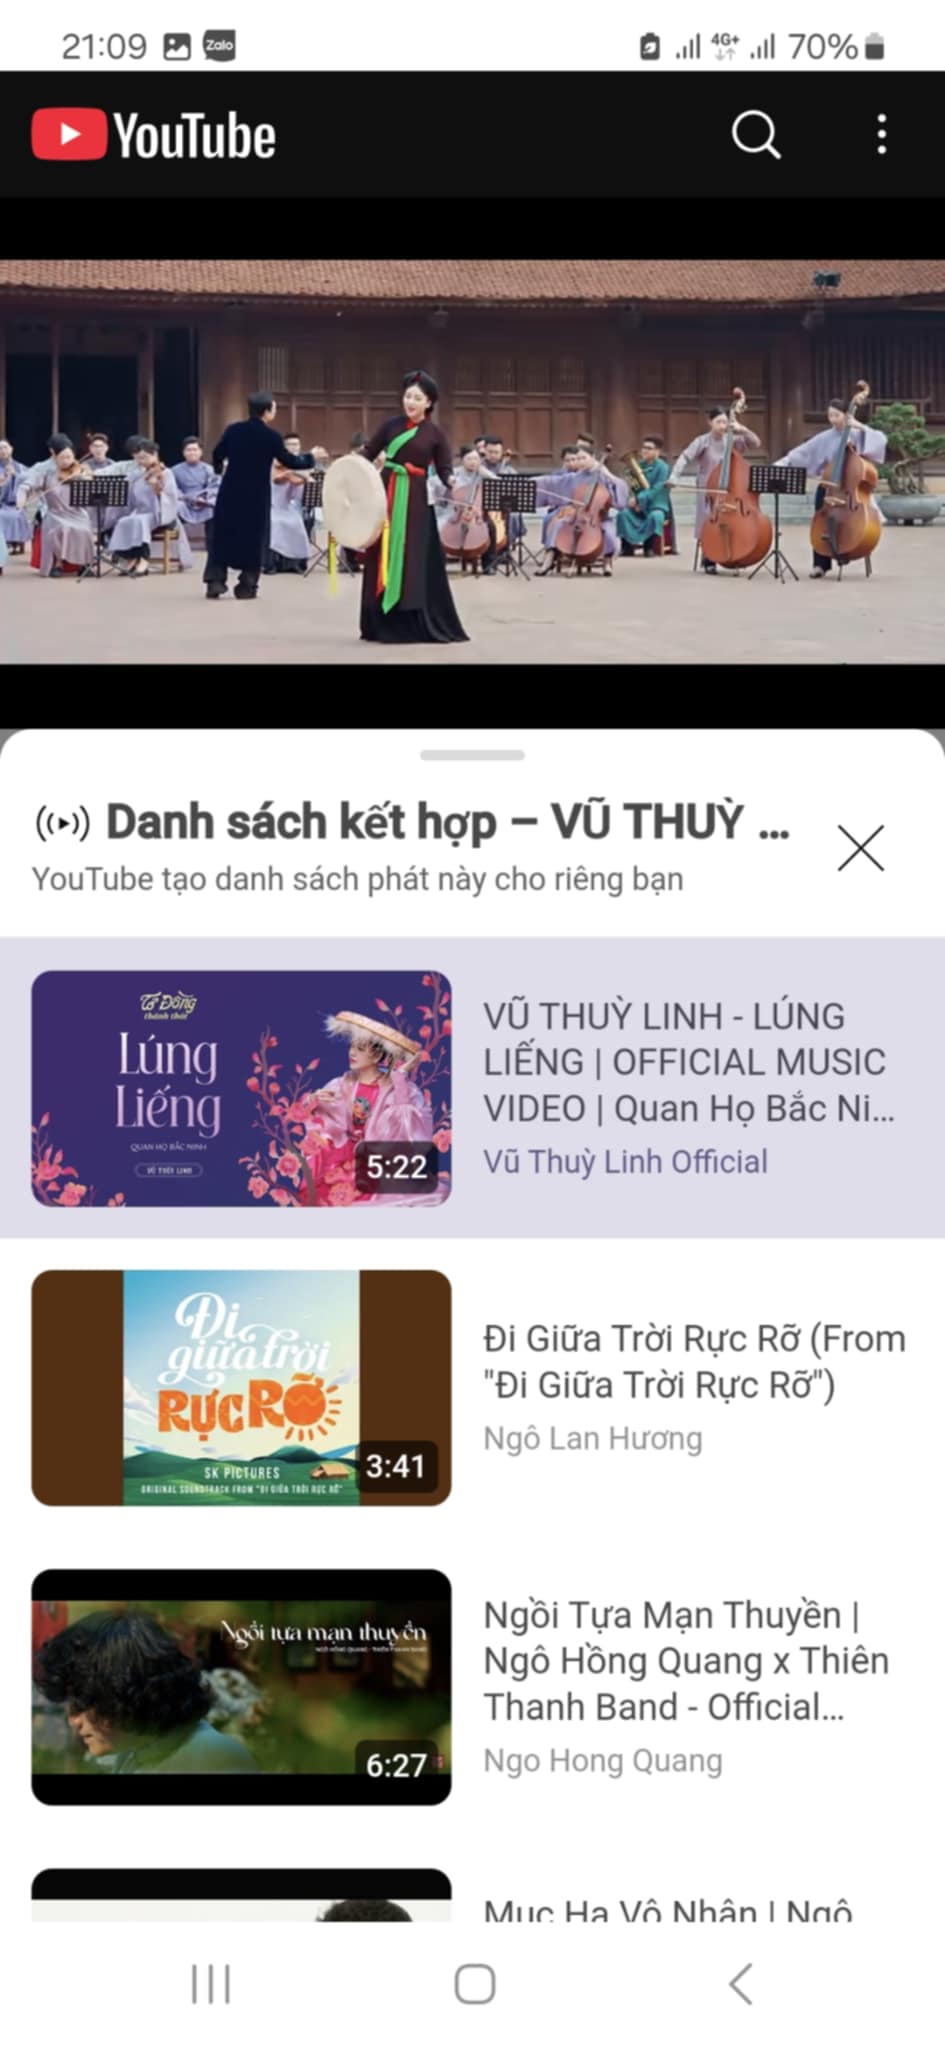 21:09
Zalo
4G+
70%
YouTube
Danh sách kết hợp – VŨ THUỲ ...
YouTube tạo danh sách phát này cho riêng bạn
Tứ Đồng
thánh thót
Lúng
Liếng
QUAN HỌ BẮC NINH
VŨ THUỲ LINH
5:22
VŨ THUỲ LINH - LÚNG
LIẾNG | OFFICIAL MUSIC
VIDEO | Quan Họ Bắc Ni...
Vũ Thuỳ Linh Official
Đi
giữa trời
RỰC RỠ
SK PICTURES
ORIGINAL SOUNDTRACK FROM "ĐI GIỮA TRỜI RỰC RỠ"
3:41
Đi Giữa Trời Rực Rỡ (From
"Đi Giữa Trời Rực Rỡ")
Ngô Lan Hương
Ngồi tựa mạn thuyền
6:27
Ngồi Tựa Mạn Thuyền |
Ngô Hồng Quang x Thiên
Thanh Band - Official...
Ngo Hong Quang
Mục Hạ Vô Nhân | Ngô